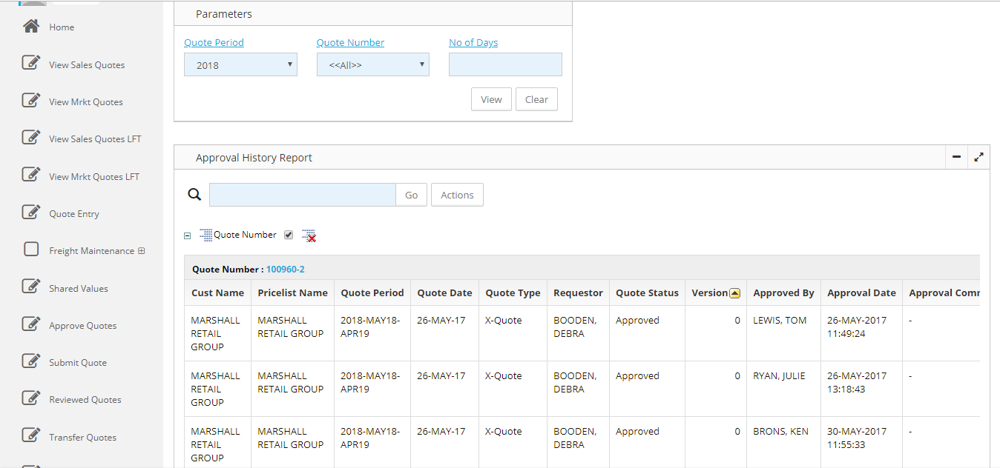 Home
View Sales Quotes
View Mrkt Quotes
View Sales Quotes LFT
View Mrkt Quotes LFT
Quote Entry
Freight Maintenance
Shared Values
Approve Quotes
Submit Quote
Reviewed Quotes
Transfer Quotes
Parameters
Quote Period Quote Number No of Days
2018 <<All>>
View Clear
Approval History Report
Go Actions
Quote Number
Quote Number : 100960-2
Cust Name Pricelist Name Quote Period Quote Date Quote Type Requestor Quote Status Version Approved By Approval Date Approval Comm
MARSHALL MARSHALL 2018-MAY18- 26-MAY-17 X-Quote BOODEN, Approved 0 LEWIS, TOM 26-MAY-2017 -
RETAIL RETAIL GROUP APR19 DEBRA 11:49:24
GROUP
MARSHALL MARSHALL 2018-MAY18- 26-MAY-17 X-Quote BOODEN, Approved 0 RYAN, JULIE 26-MAY-2017 -
RETAIL RETAIL GROUP APR19 DEBRA 13:18:43
GROUP
MARSHALL MARSHALL 2018-MAY18- 26-MAY-17 X-Quote BOODEN, Approved 0 BRONS, KEN 30-MAY-2017 -
RETAIL RETAIL GROUP APR19 DEBRA 11:55:33
GROUP